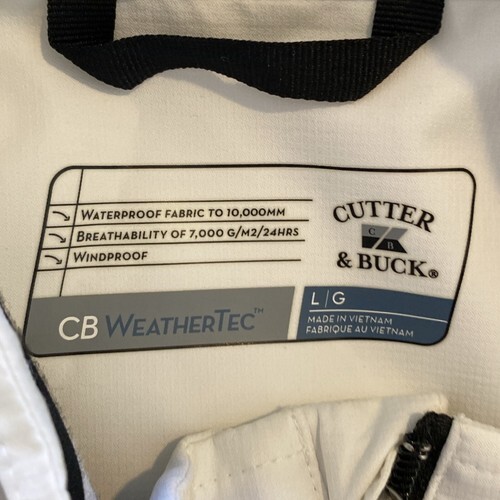 WATERPROOF FABRIC TO 10,000MM
BREATHABILITY OF 7,000 G/M2/24HRS
WINDPROOF
CUTTER
C B
& BUCK®
CB WEATHERTEC™
L|G
MADE IN VIETNAM
FABRIQUE AU VIETNAM